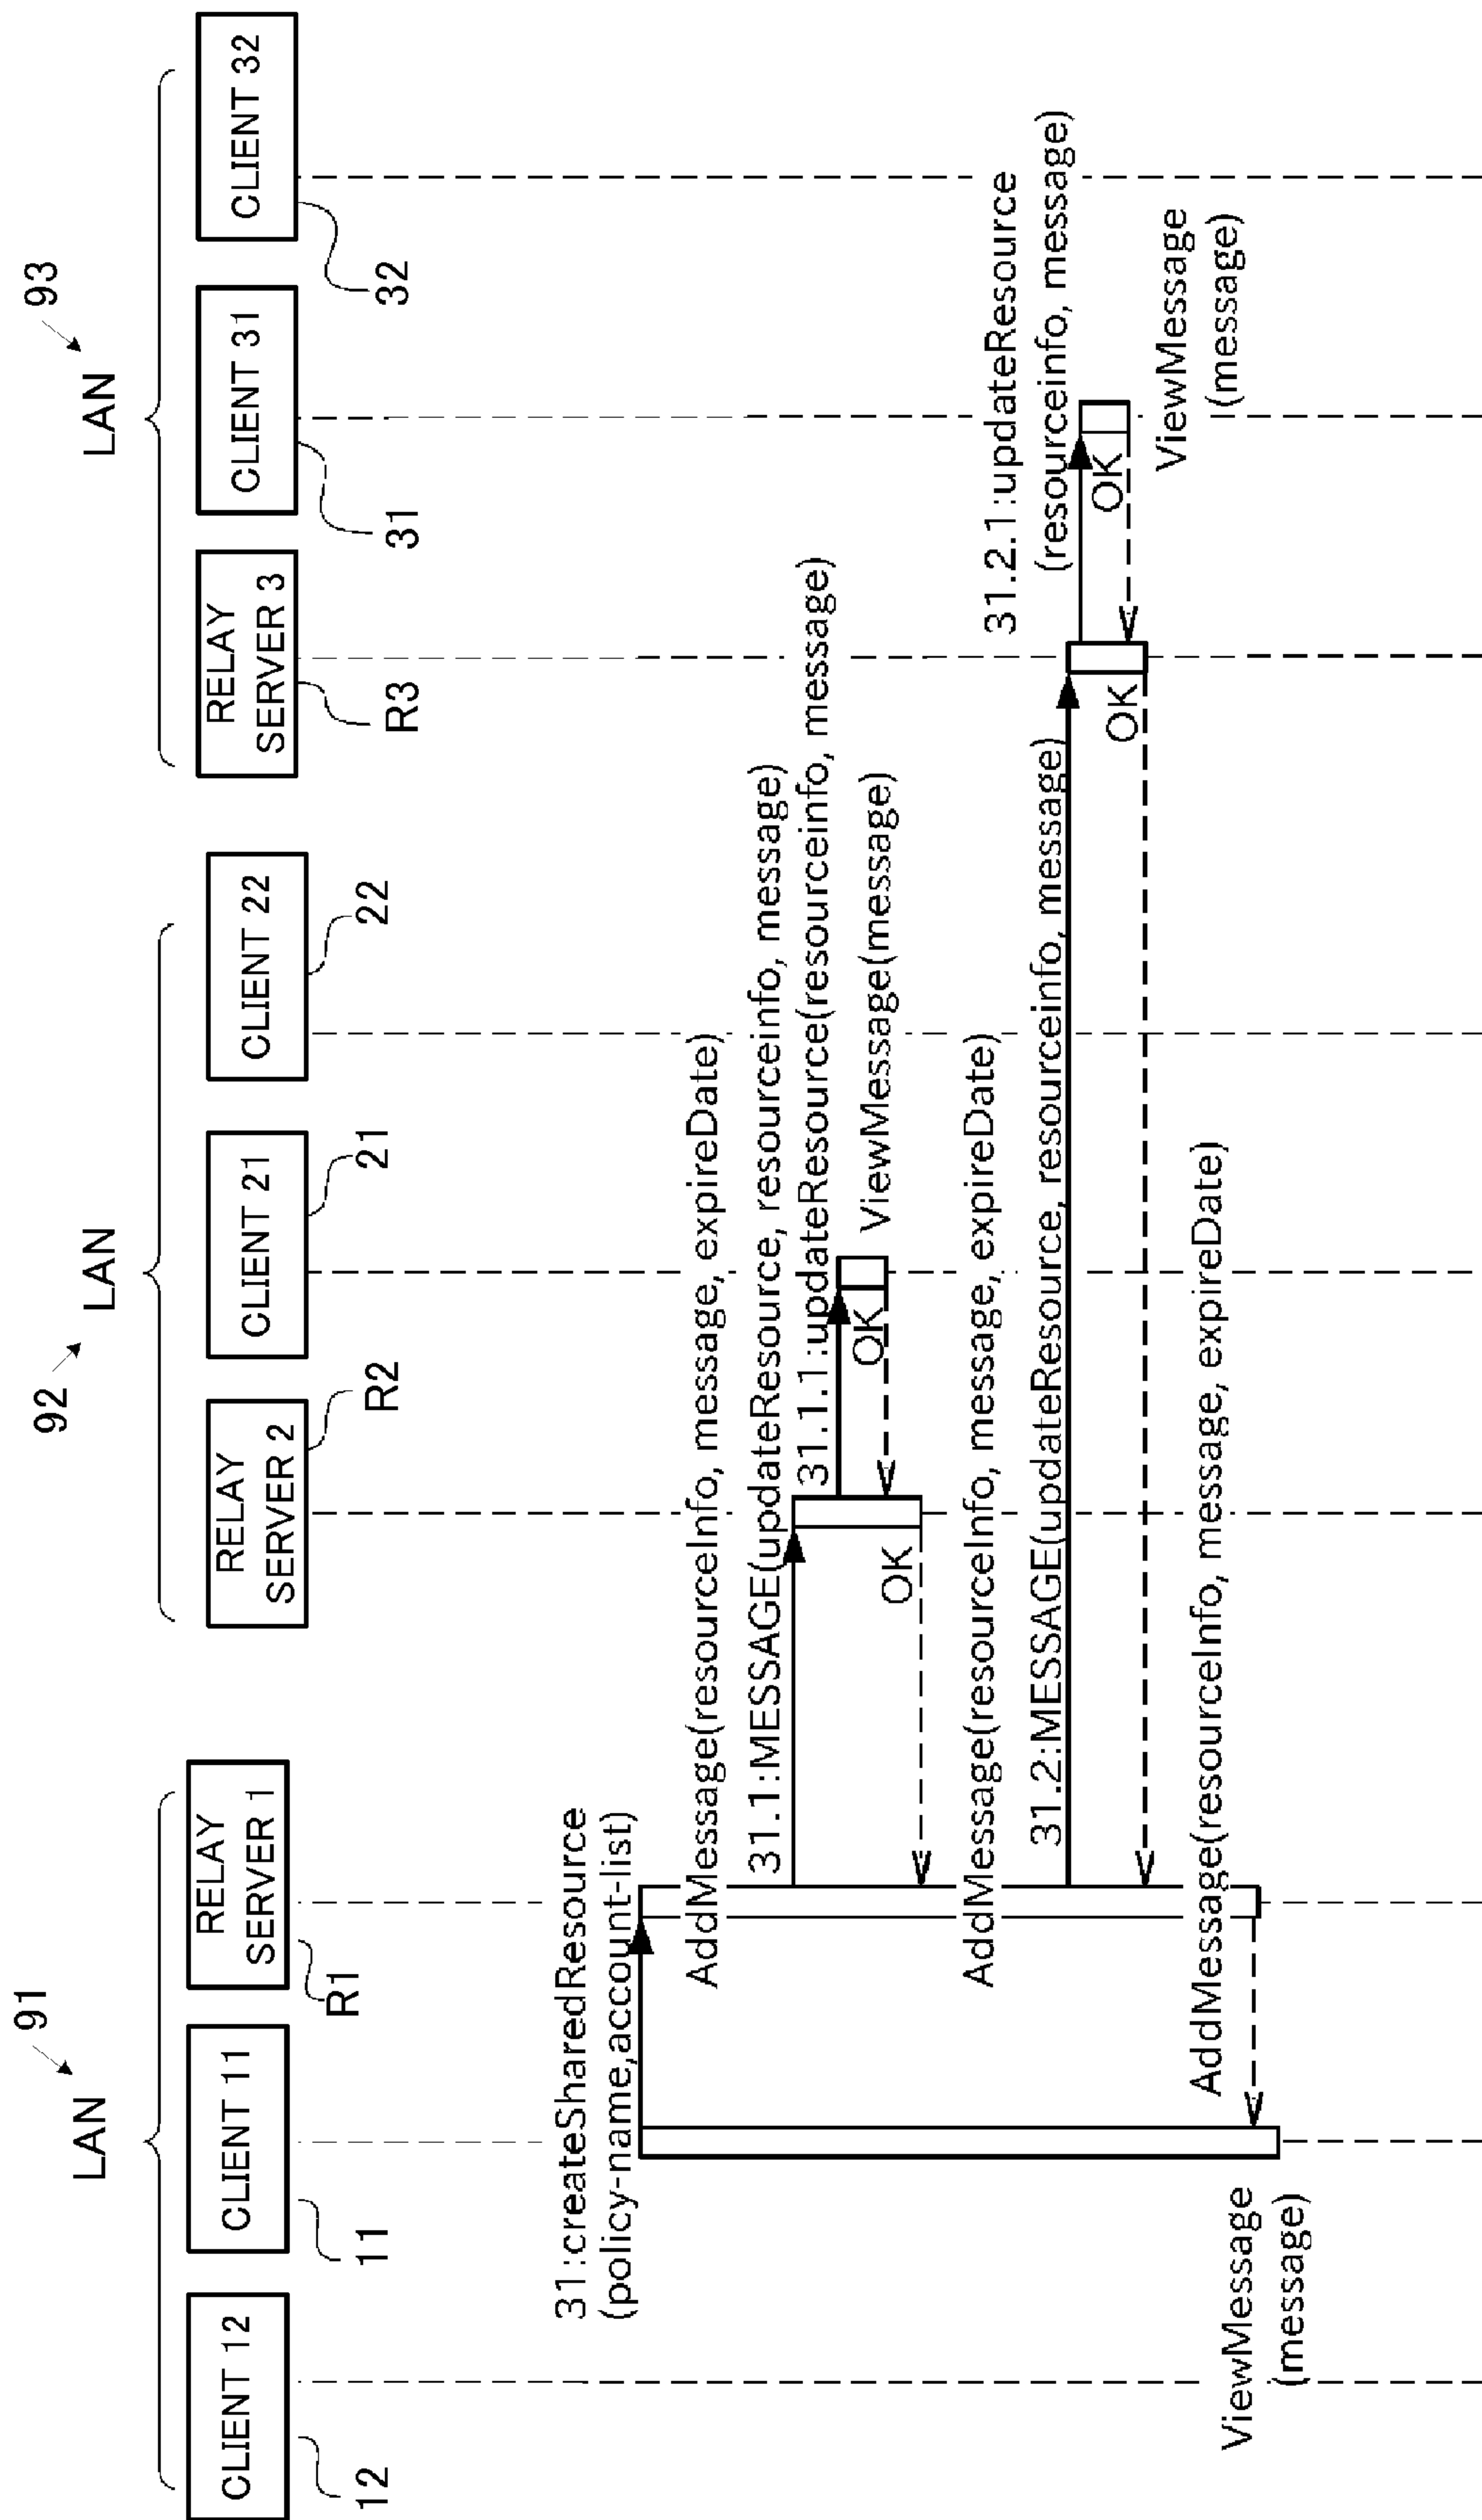 91
LAN
92
LAN
93
LAN
CLIENT 12
CLIENT 11
RELAY
SERVER 1
RELAY
SERVER 2
CLIENT 21
CLIENT 22
RELAY
SERVER 3
CLIENT 31
CLIENT 32
12
11
R1
R2
21
22
R3
31
32
31:createSharedResource
(policy-name,account-list)
AddMessage(resourceInfo, message, expireDate)
31.1:MESSAGE(updateResource, resourceinfo, message)
31.1.1:updateResource(resourceinfo, message)
OK
ViewMessage(message)
OK
AddMessage(resourceInfo, message, expireDate)
31.2:MESSAGE(updateResource, resourceinfo, message)
31.2.1:updateResource
(resourceinfo, message)
OK
OK
ViewMessage
(message)
AddMessage(resourceInfo, message, expireDate)
ViewMessage
(message)